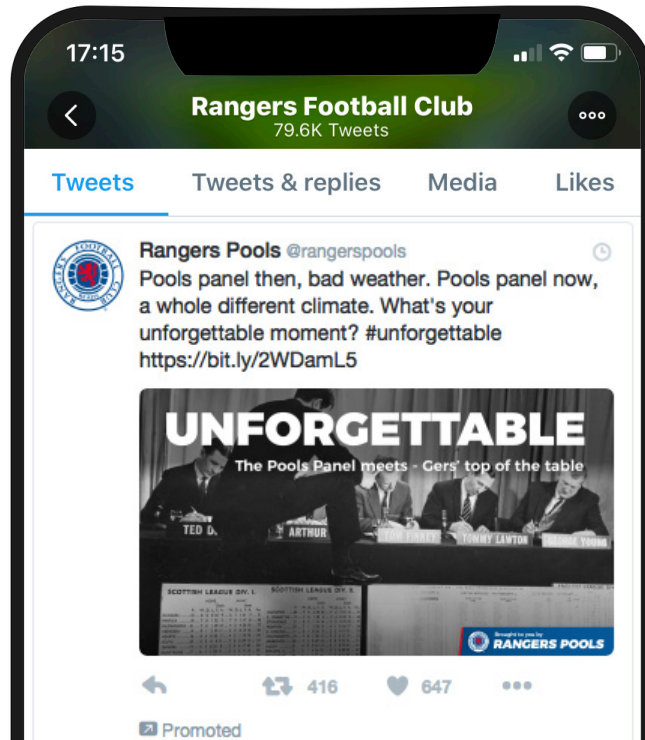 17:15
Rangers Football Club
79.6K Tweets
Tweets Tweets & replies Media Likes
Rangers Pools @rangerspools
Pools panel then, bad weather. Pools panel now,
a whole different climate. What's your
unforgettable moment? #unforgettable
https://bit.ly/2WDamL5
UNFORGETTABLE
The Pools Panel meets - Gers' top of the table
TED D. ARTHUR TOM FINNEY TOMMY LAWTON GEORGE YOUNG
SCOTTISH LEAGUE DIV. I. SCOTTISH LEAGUE DIV. II.
Brought to you by
RANGERS POOLS
416 647
Promoted